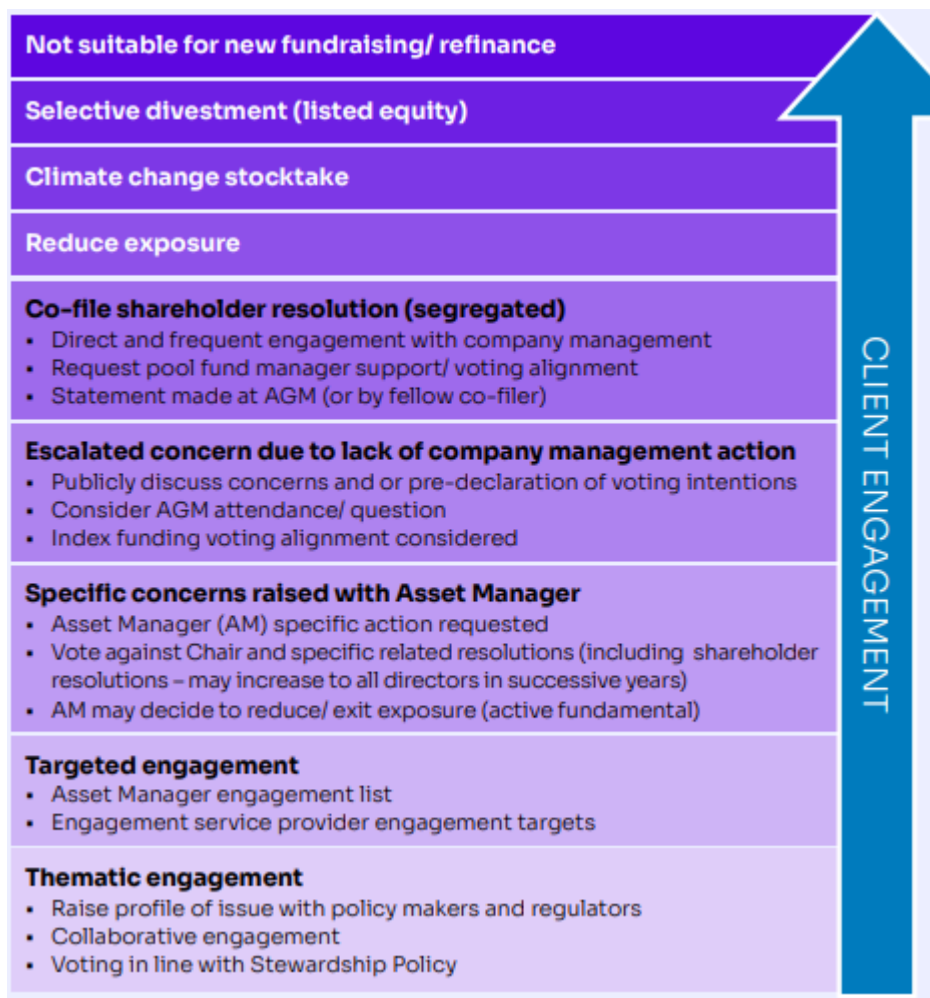 Not suitable for new fundraising/ refinance
Selective divestment (listed equity)
Climate change stocktake
Reduce exposure
Co-file shareholder resolution (segregated)
• Direct and frequent engagement with company management
• Request pool fund manager support/ voting alignment
• Statement made at AGM (or by fellow co-filer)
Escalated concern due to lack of company management action
• Publicly discuss concerns and or pre-declaration of voting intentions
• Consider AGM attendance/ question
• Index funding voting alignment considered
Specific concerns raised with Asset Manager
• Asset Manager (AM) specific action requested
• Vote against Chair and specific related resolutions (including shareholder
resolutions – may increase to all directors in successive years)
• AM may decide to reduce/ exit exposure (active fundamental)
Targeted engagement
• Asset Manager engagement list
• Engagement service provider engagement targets
Thematic engagement
• Raise profile of issue with policy makers and regulators
• Collaborative engagement
• Voting in line with Stewardship Policy
CLIENT ENGAGEMENT